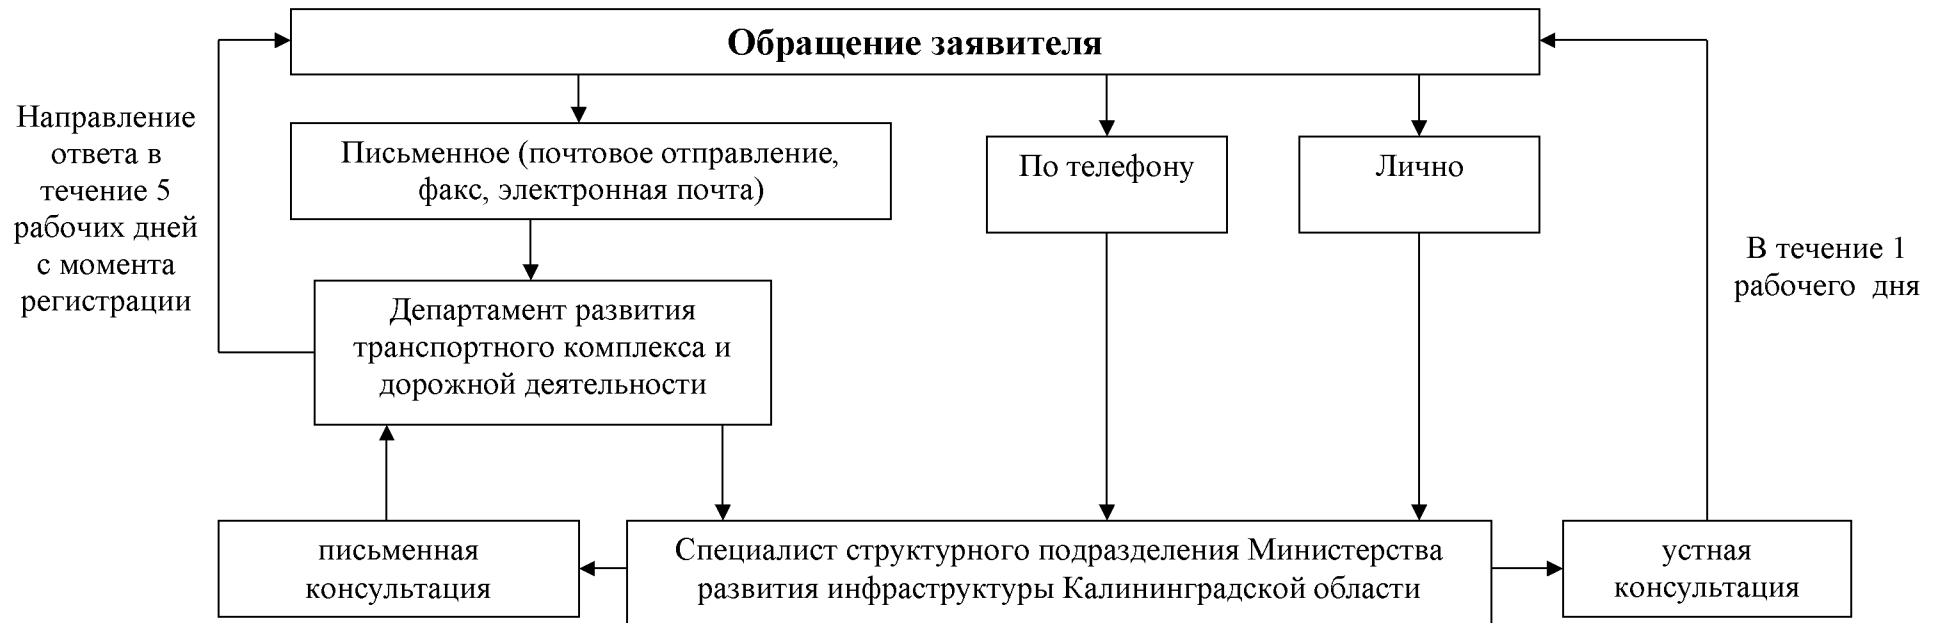 Обращение заявителя
Направление
ответа в
течение 5
рабочих дней
с момента
регистрации
Письменное (почтовое отправление,
факс, электронная почта)
По телефону
Лично
В течение 1
рабочего  дня
Департамент развития
транспортного комплекса и
дорожной деятельности
письменная
консультация
Специалист структурного подразделения Министерства
развития инфраструктуры Калининградской области
устная
консультация